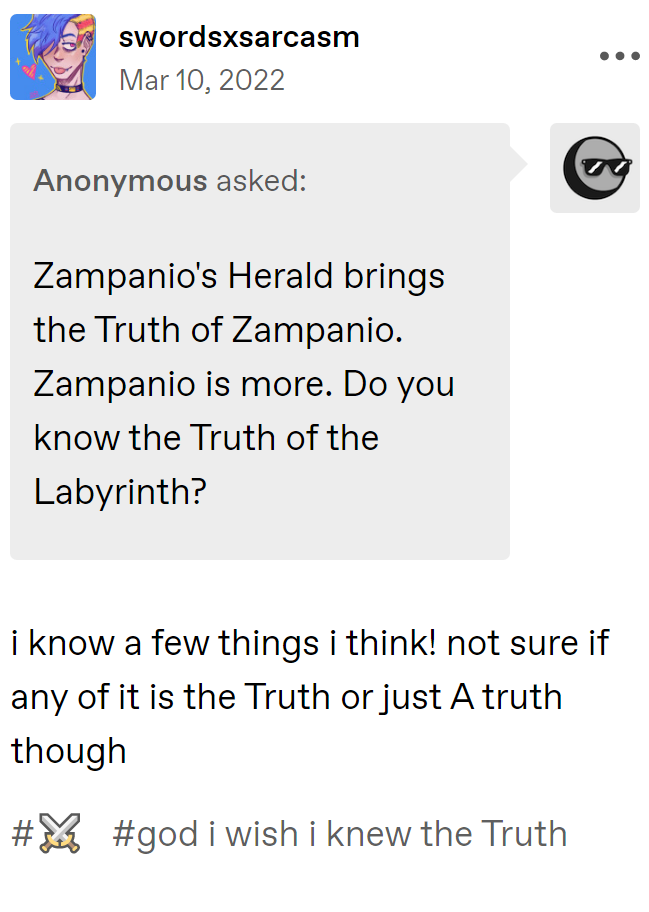 swordsxsarcasm
Mar 10, 2022
Anonymous asked:
Zampanio's Herald brings
the Truth of Zampanio.
Zampanio is more. Do you
know the Truth of the
Labyrinth?
i know a few things i think! not sure if
any of it is the Truth or just A truth
though
#⚔️ #god i wish i knew the Truth